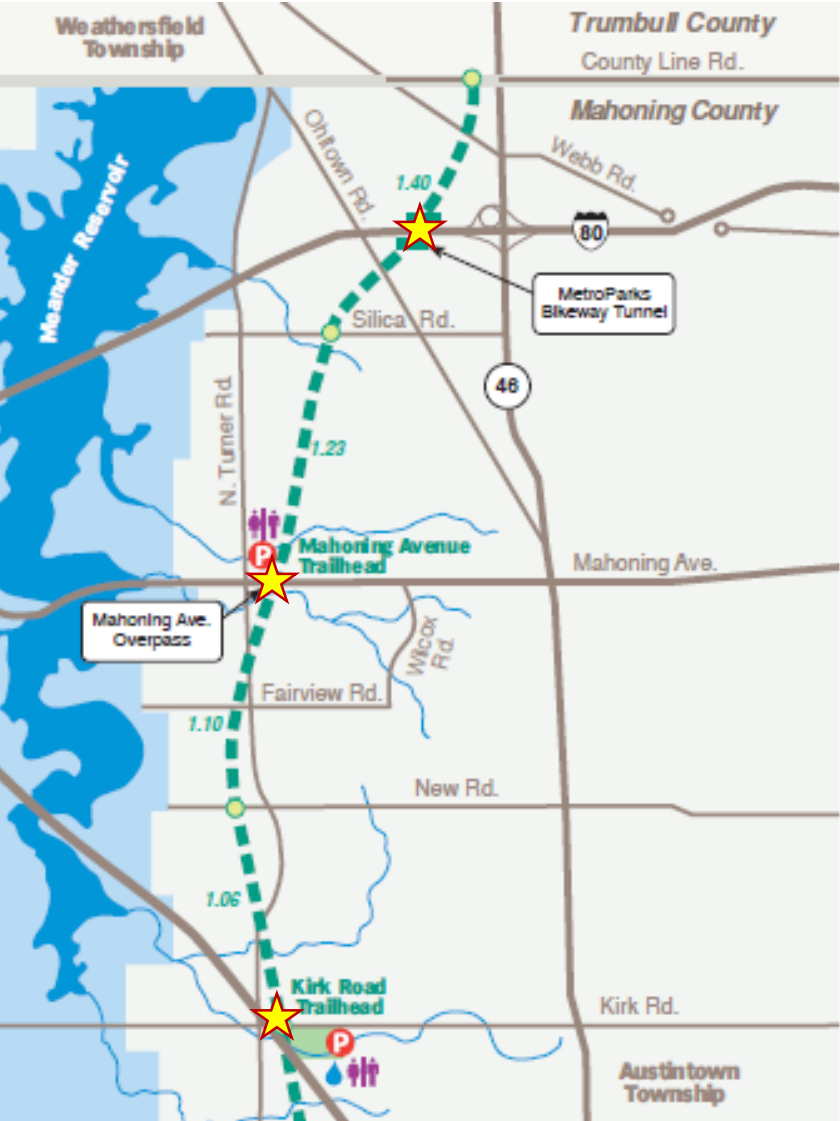 Weathersfield
Township
Trumbull County
County Line Rd.
Mahoning County
Ohltown Rd.
Webb Rd.
Meander Reservoir
1.40
80
MetroParks
Bikeway Tunnel
Silica Rd.
46
N. Turner Rd.
1.23
P
Mahoning Avenue
Trailhead
Mahoning Ave.
Mahoning Ave.
Overpass
Wilcox
Rd.
Fairview Rd.
1.10
New Rd.
1.06
Kirk Road
Trailhead
Kirk Rd.
P
Austintown
Township